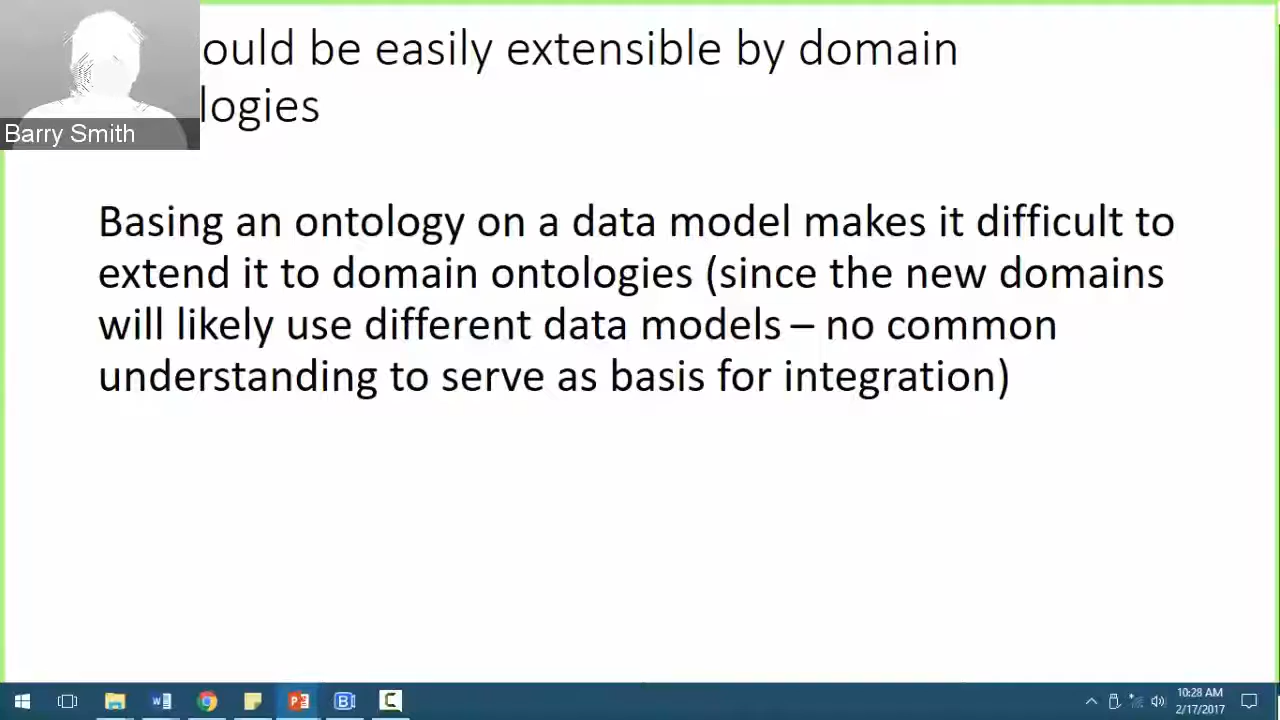 ould be easily extensible by domain
logies
Barry Smith
Basing an ontology on a data model makes it difficult to
extend it to domain ontologies (since the new domains
will likely use different data models – no common
understanding to serve as basis for integration)
10:28 AM
2/17/2017